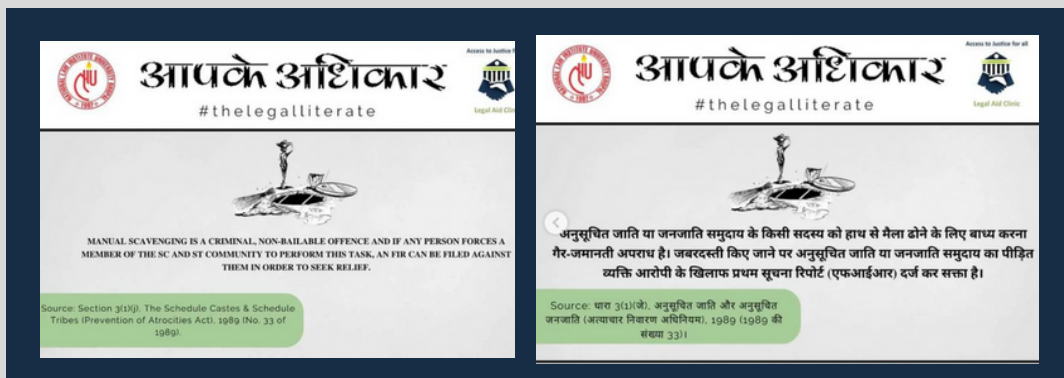 आपके अधिकार
#thelegalliterate
Access to Justice f
Legal Aid Clin
MANUAL SCAVENGING IS A CRIMINAL, NON-BAILABLE OFFENCE AND IF ANY PERSON FORCES A
MEMBER OF THE SC AND ST COMMUNITY TO PERFORM THIS TASK, AN FIR CAN BE FILED AGAINST
THEM IN ORDER TO SEEK RELIEF.
Source: Section 3(1)(j), The Schedule Castes & Schedule
Tribes (Prevention of Atrocities Act), 1989 (No. 33 of
1989).
आपके अधिकार
#thelegalliterate
Access to Justice for all
Legal Aid Clinic
अनुसूचित जाति या जनजाति समुदाय के किसी सदस्य को हाथ से मैला ढोने के लिए बाध्य करना
गैर-जमानती अपराध है। जबरदस्ती किए जाने पर अनुसूचित जाति या जनजाति समुदाय का पीड़ित
व्यक्ति आरोपी के खिलाफ प्रथम सूचना रिपोर्ट (एफआईआर) दर्ज कर सक्ता है।
Source: धारा 3(1)(जे), अनुसूचित जाति और अनुसूचित
जनजाति (अत्याचार निवारण अधिनियम), 1989 (1989 की
संख्या 33)।